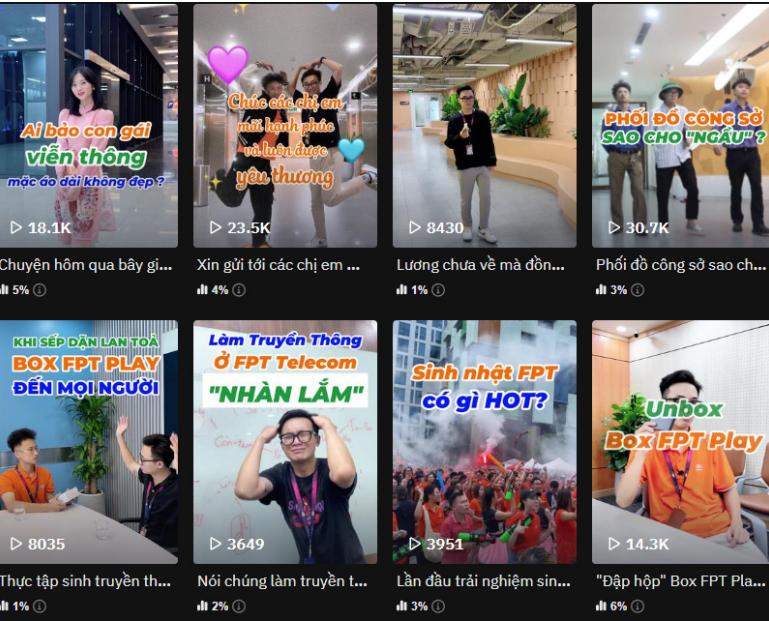 Ai bảo con gái
viễn thông
mặc áo dài không đẹp ?
18.1K
Chúc các chị em
mãi hạnh phúc
và luôn được
yêu thương
23.5K
8430
PHỐI ĐỒ CÔNG SỞ
SAO CHO "NGẦU" ?
30.7K
Chuyện hôm qua bây gi...
Xin gửi tới các chị em ...
Lương chưa về mà đồn...
Phối đồ công sở sao ch...
5%
4%
1%
3%
KHI SẾP DẶN LAN TOẢ
BOX FPT PLAY
ĐẾN MỌI NGƯỜI
8035
Làm Truyền Thông
Ở FPT Telecom
"NHÀN LẮM"
3649
Sinh nhật FPT
có gì HOT?
3951
Unbox
Box FPT Play
14.3K
Thực tập sinh truyền th...
Nói chúng làm truyền t...
Lần đầu trải nghiệm sin...
"Đập hộp" Box FPT Pla...
1%
2%
3%
6%